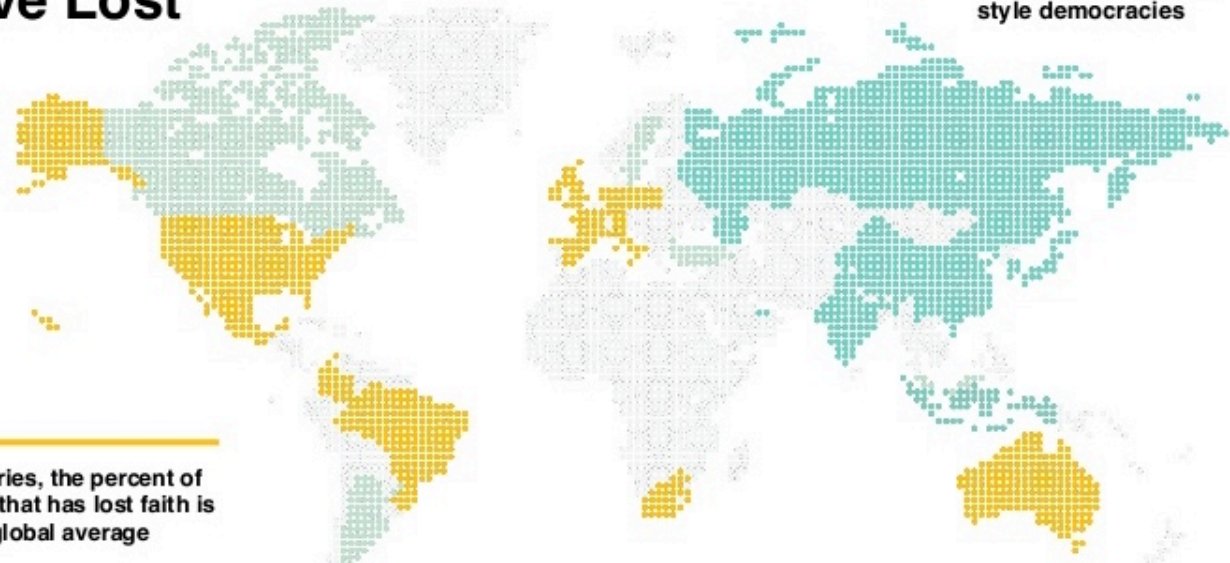 ve Lost
style democracies
ries, the percent of
that has lost faith is
global average